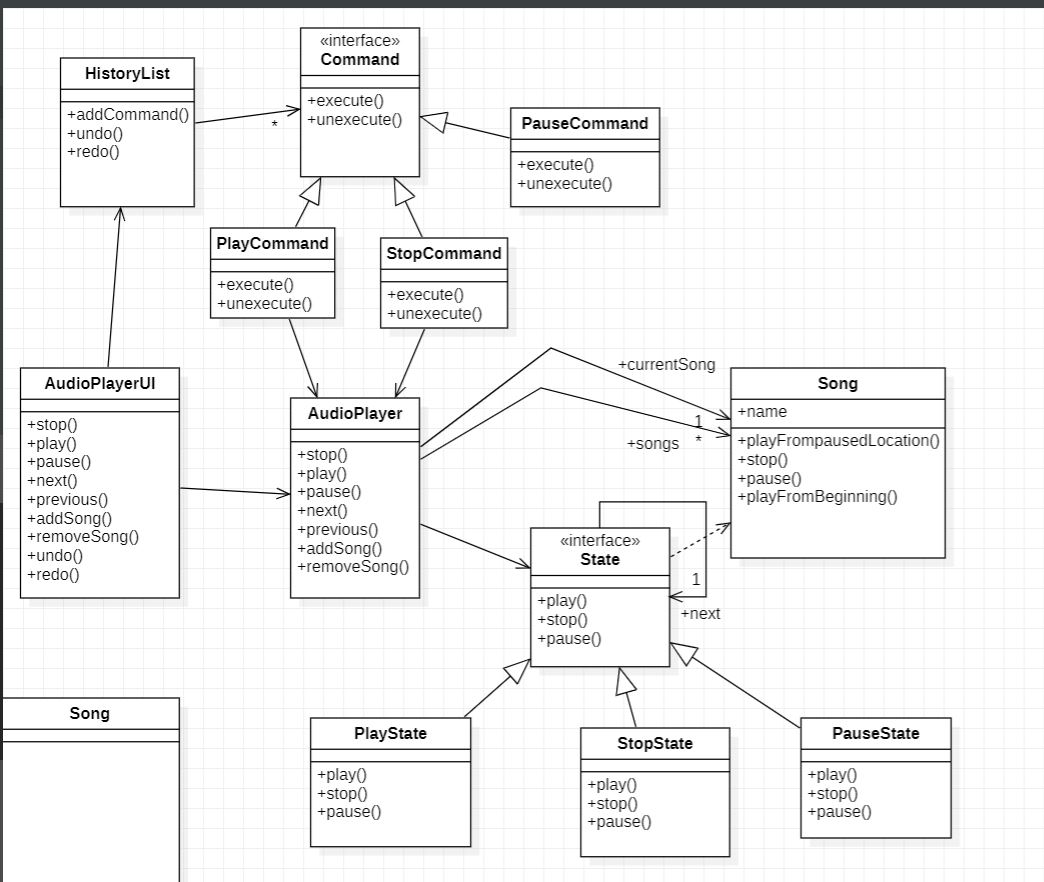 «interface»
Command
+execute()
+unexecute()
HistoryList
+addCommand()
+undo()
+redo()
*
PauseCommand
+execute()
+unexecute()
PlayCommand
+execute()
+unexecute()
StopCommand
+execute()
+unexecute()
AudioPlayerUI
+stop()
+play()
+pause()
+next()
+previous()
+addSong()
+removeSong()
+undo()
+redo()
AudioPlayer
+stop()
+play()
+pause()
+next()
+previous()
+addSong()
+removeSong()
+currentSong
1
+songs
*
Song
+name
+playFrompausedLocation()
+stop()
+pause()
+playFromBeginning()
«interface»
State
+play()
+stop()
+pause()
1
+next
Song
PlayState
+play()
+stop()
+pause()
StopState
+play()
+stop()
+pause()
PauseState
+play()
+stop()
+pause()